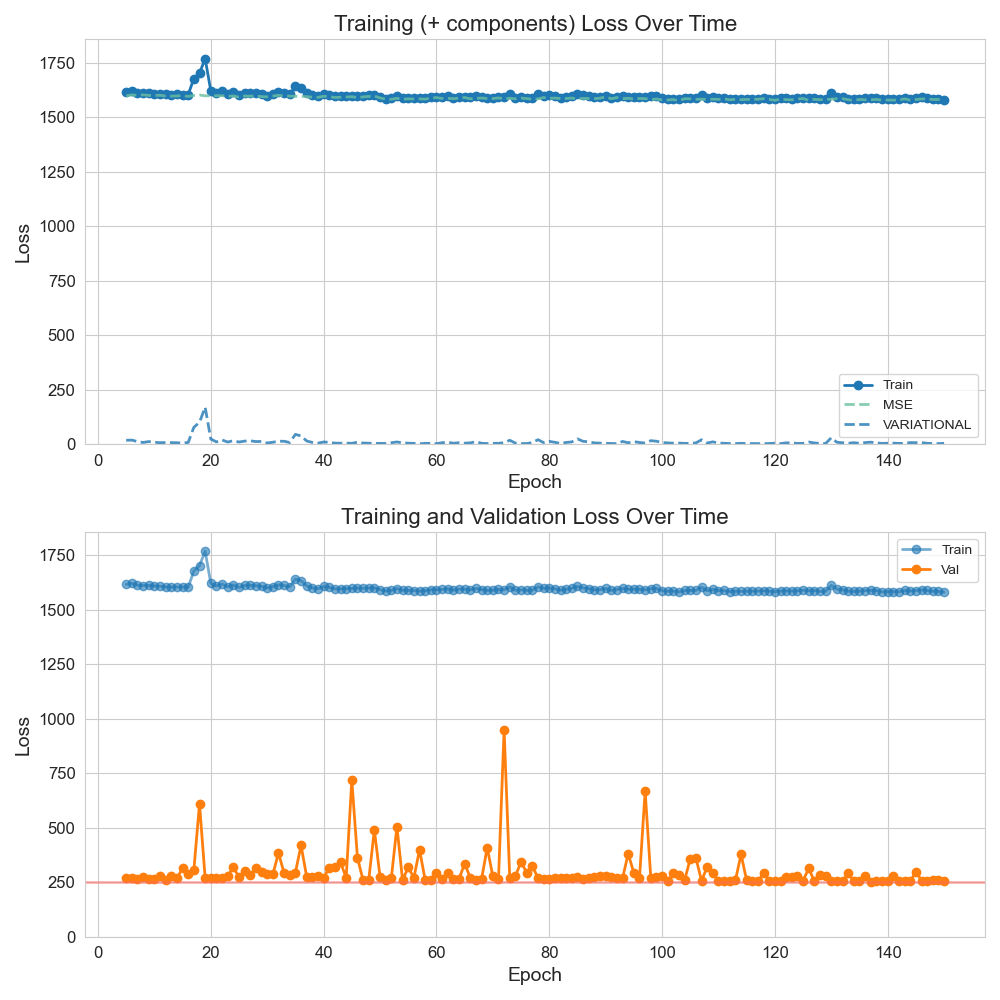 Training (+ components) Loss Over Time
1750
1500
1250
1000
750
500
250
0
Loss
Train
MSE
VARIATIONAL
0 20 40 60 80 100 120 140
Epoch
Training and Validation Loss Over Time
1750
1500
1250
1000
750
500
250
0
Loss
Train
Val
0 20 40 60 80 100 120 140
Epoch